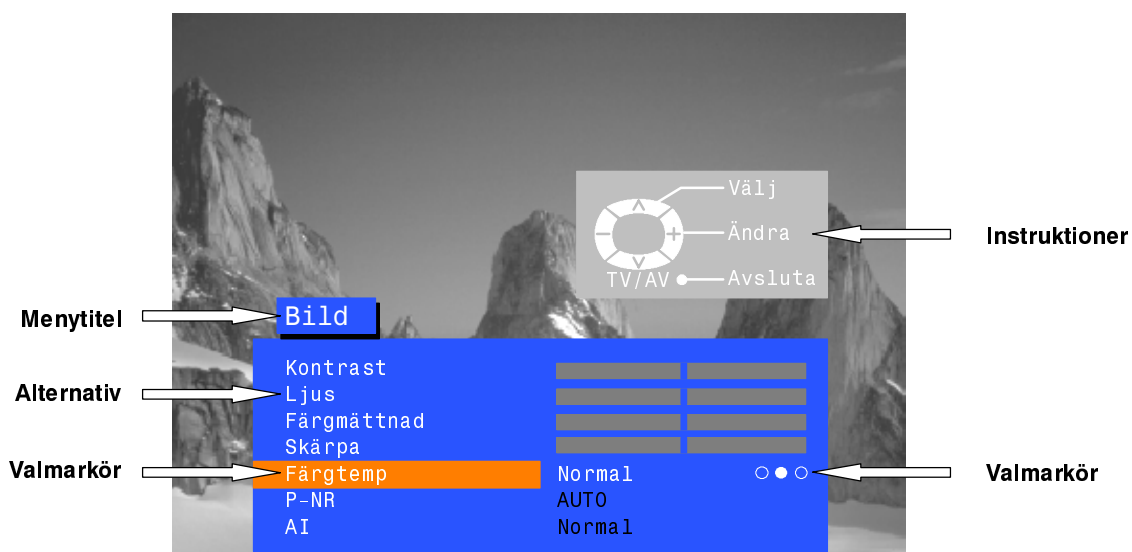 Välj
Ändra
TV/AV Avsluta
Instruktioner
Menytitel
Bild
Kontrast
Alternativ
Ljus
Färgmättnad
Skärpa
Valmarkör
Färgtemp Normal
Valmarkör
P-NR AUTO
AI Normal